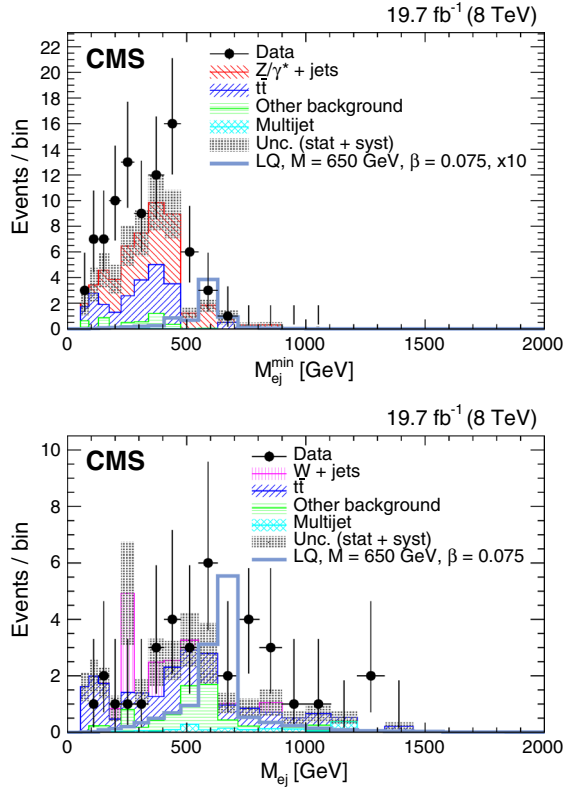 19.7 fb⁻¹ (8 TeV)
CMS
Data
Z/γ* + jets
tt̄
Other background
Multijet
Unc. (stat + syst)
LQ, M = 650 GeV, β = 0.075, x10
Events / bin
22
20
18
16
14
12
10
8
6
4
2
0
0 500 1000 1500 2000
M_ej^min [GeV]
19.7 fb⁻¹ (8 TeV)
CMS
Data
W + jets
tt̄
Other background
Multijet
Unc. (stat + syst)
LQ, M = 650 GeV, β = 0.075
Events / bin
10
8
6
4
2
0
0 500 1000 1500 2000
M_ej [GeV]